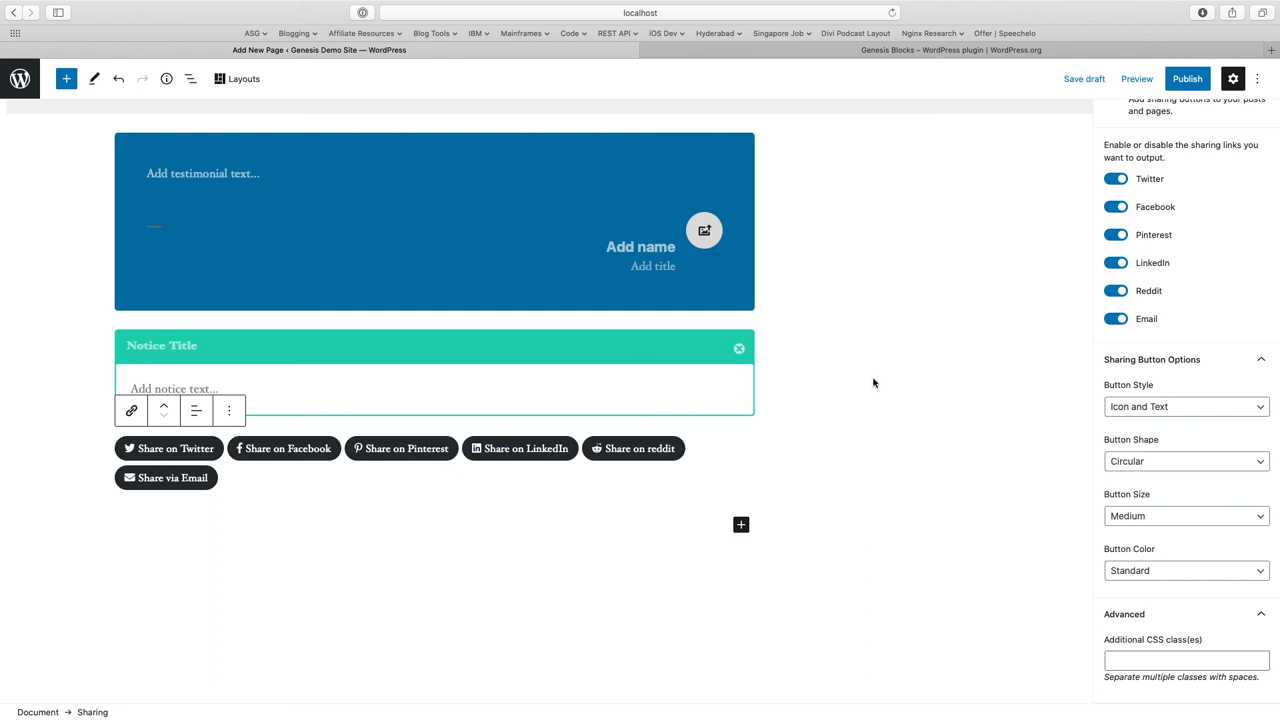 localhost
ASG Blogging Affiliate Resources Blog Tools IBM Mainframes Code REST API iOS Dev Hyderabad Singapore Job Divi Podcast Layout Nginx Research Offer | Speechelo
Add New Page ‹ Genesis Demo Site — WordPress
Genesis Blocks – WordPress plugin | WordPress.org
Layouts
Save draft
Preview
Publish
Add sharing buttons to your posts
and pages.
Enable or disable the sharing links you
want to output.
Twitter
Facebook
Pinterest
LinkedIn
Reddit
Email
Sharing Button Options
Button Style
Icon and Text
Button Shape
Circular
Button Size
Medium
Button Color
Standard
Advanced
Additional CSS class(es)
Separate multiple classes with spaces.
Add testimonial text...
Add name
Add title
Notice Title
Add notice text...
Share on Twitter
Share on Facebook
Share on Pinterest
Share on LinkedIn
Share on reddit
Share via Email
Document → Sharing